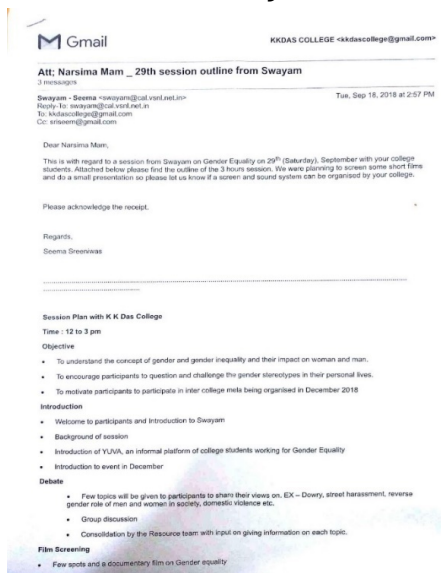 Gmail
KKDAS COLLEGE <kkdascollege@gmail.com>
Att; Narsima Mam _ 29th session outline from Swayam
3 messages
Swayam - Seema <swayam@cal.vsnl.net.in>
Tue, Sep 18, 2018 at 2:57 PM
Reply-To: swayam@cal.vsnl.net.in
To: kkdascollege@gmail.com
Cc: sriseem@gmail.com
Dear Narsima Mam,
This is with regard to a session from Swayam on Gender Equality on 29th (Saturday), September with your college
students. Attached below please find the outline of the 3 hours session. We were planning to screen some short films
and do a small presentation so please let us know if a screen and sound system can be organised by your college.
Please acknowledge the receipt.
Regards,
Seema Sreeniwas
Session Plan with K K Das College
Time : 12 to 3 pm
Objective
• To understand the concept of gender and gender inequality and their impact on woman and man.
• To encourage participants to question and challenge the gender stereotypes in their personal lives.
• To motivate participants to participate in inter college mela being organised in December 2018
Introduction
• Welcome to participants and Introduction to Swayam
• Background of session
• Introduction of YUVA, an informal platform of college students working for Gender Equality
• Introduction to event in December
Debate
• Few topics will be given to participants to share their views on. EX – Dowry, street harassment, reverse
gender role of men and women in society, domestic violence etc.
• Group discussion
• Consolidation by the Resource team with input on giving information on each topic.
Film Screening
• Few spots and a documentary film on Gender equality